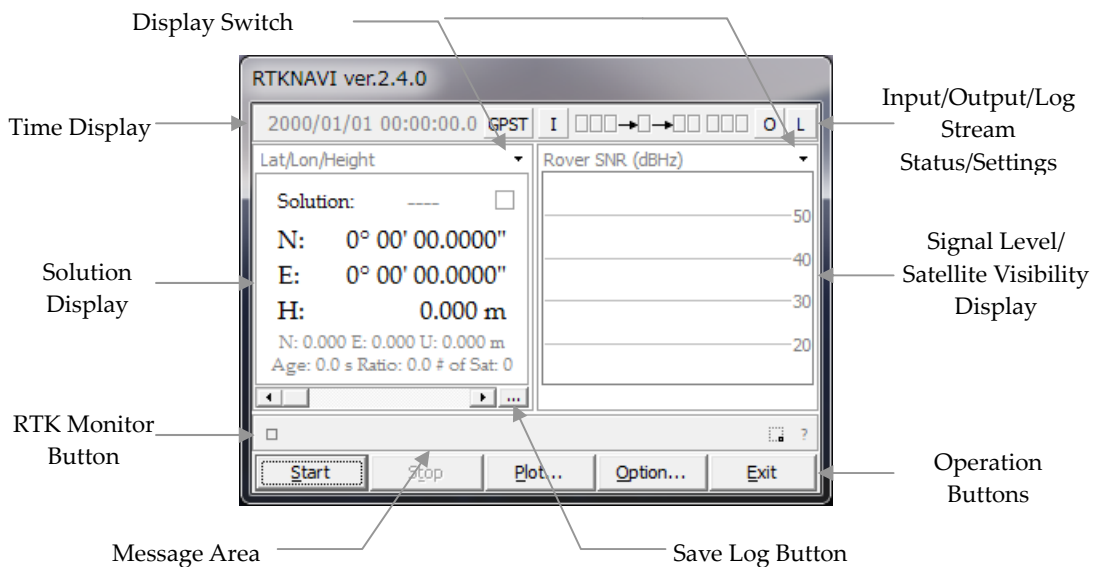 Display Switch
RTKNAVI ver.2.4.0
Time Display
2000/01/01 00:00:00.0 GPST I O L
Input/Output/Log
Stream
Status/Settings
Lat/Lon/Height
Rover SNR (dBHz)
Solution: ----
N: 0° 00' 00.0000"
E: 0° 00' 00.0000"
H: 0.000 m
N: 0.000 E: 0.000 U: 0.000 m
Age: 0.0 s Ratio: 0.0 # of Sat: 0
50
40
30
20
Solution
Display
Signal Level/
Satellite Visibility
Display
...
RTK Monitor
Button
?
Start Stop Plot... Option... Exit
Operation
Buttons
Message Area
Save Log Button